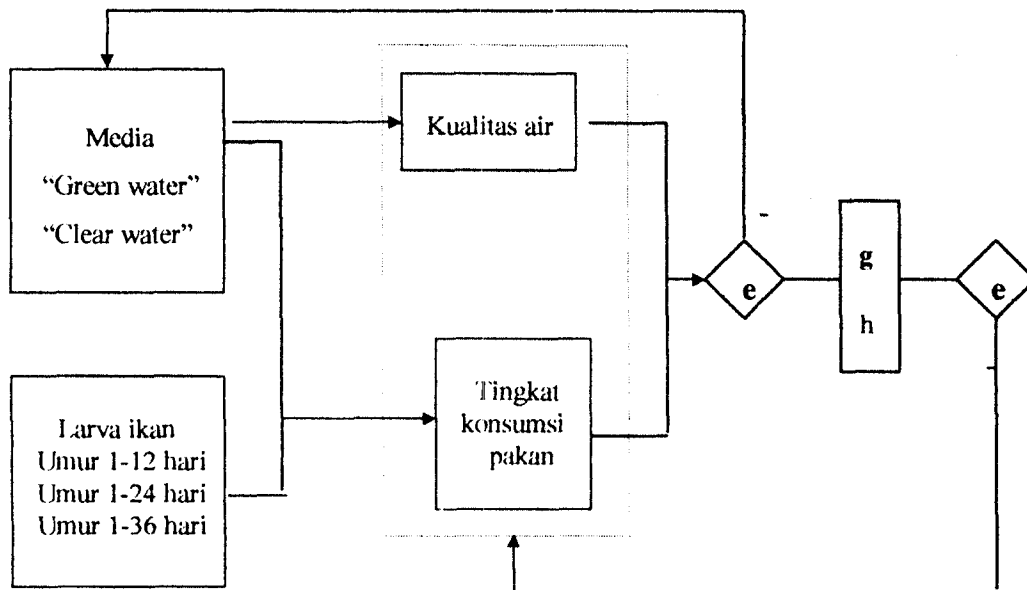 Media
“Green water”
“Clear water”
Kualitas air
Larva ikan
Umur 1-12 hari
Umur 1-24 hari
Umur 1-36 hari
Tingkat
konsumsi
pakan
-
e
g
h
e
-